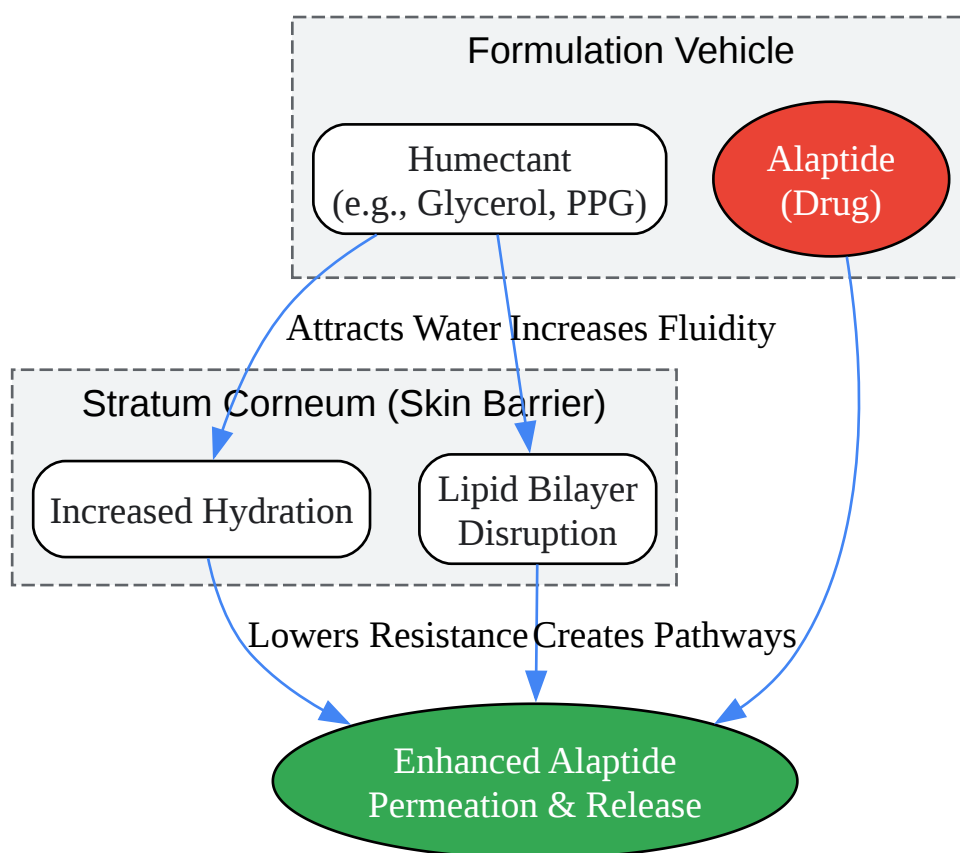 Formulation Vehicle
Humectant
(e.g., Glycerol, PPG)
Alaptide
(Drug)
Attracts Water
Increases Fluidity
Stratum Corneum (Skin Barrier)
Increased Hydration
Lipid Bilayer
Disruption
Lowers Resistance
Creates Pathways
Enhanced Alaptide
Permeation & Release